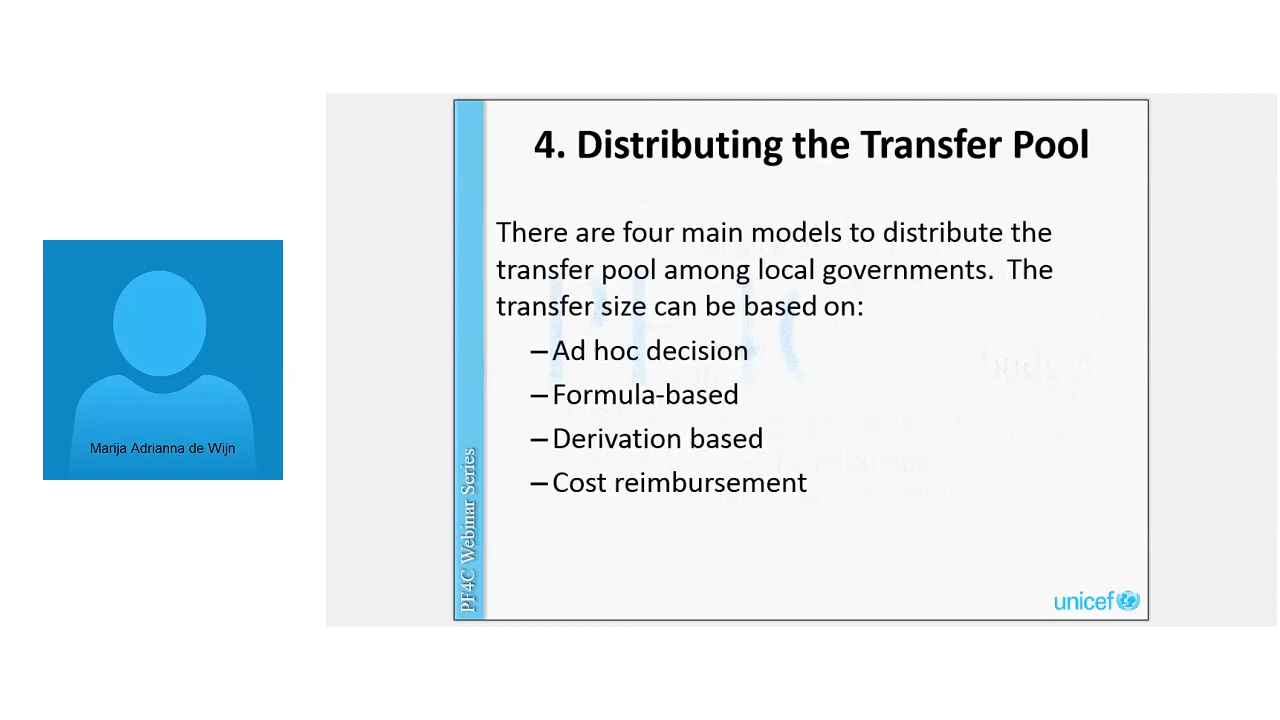 4. Distributing the Transfer Pool
There are four main models to distribute the
transfer pool among local governments. The
transfer size can be based on:
–Ad hoc decision
–Formula-based
–Derivation based
–Cost reimbursement
PF4C Webinar Series
unicef
Marija Adrianna de Wijn
budget